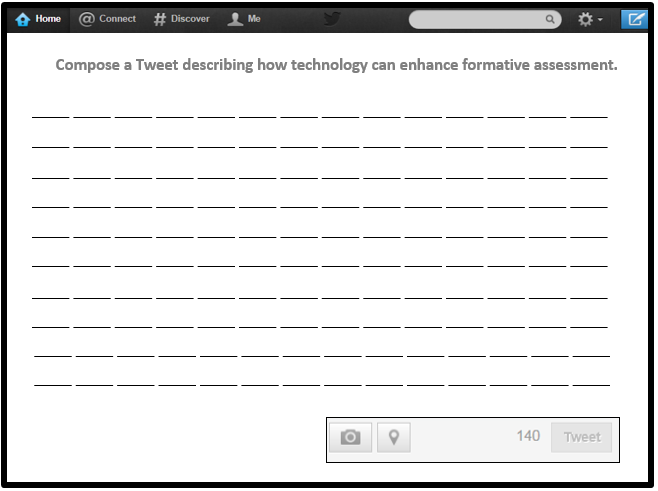 Home @ Connect # Discover Me
Compose a Tweet describing how technology can enhance formative assessment.
140 Tweet